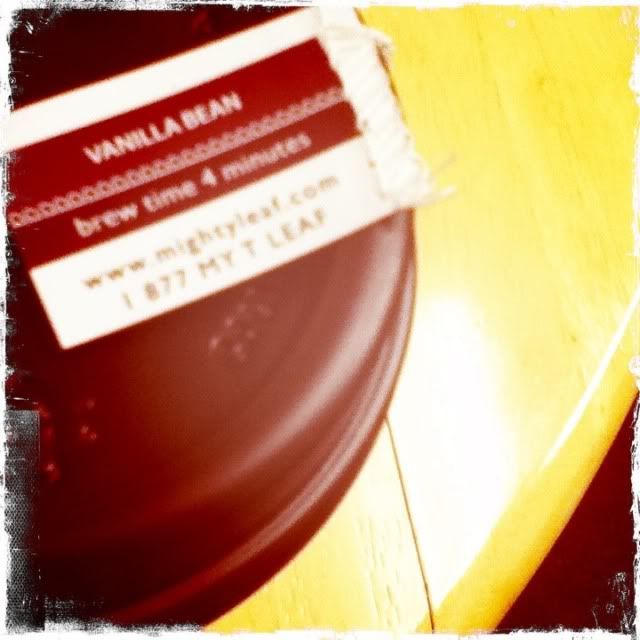 VANILLA BEAN
brew time 4 minutes
www.mightyleaf.com
1 877 MY T LEAF